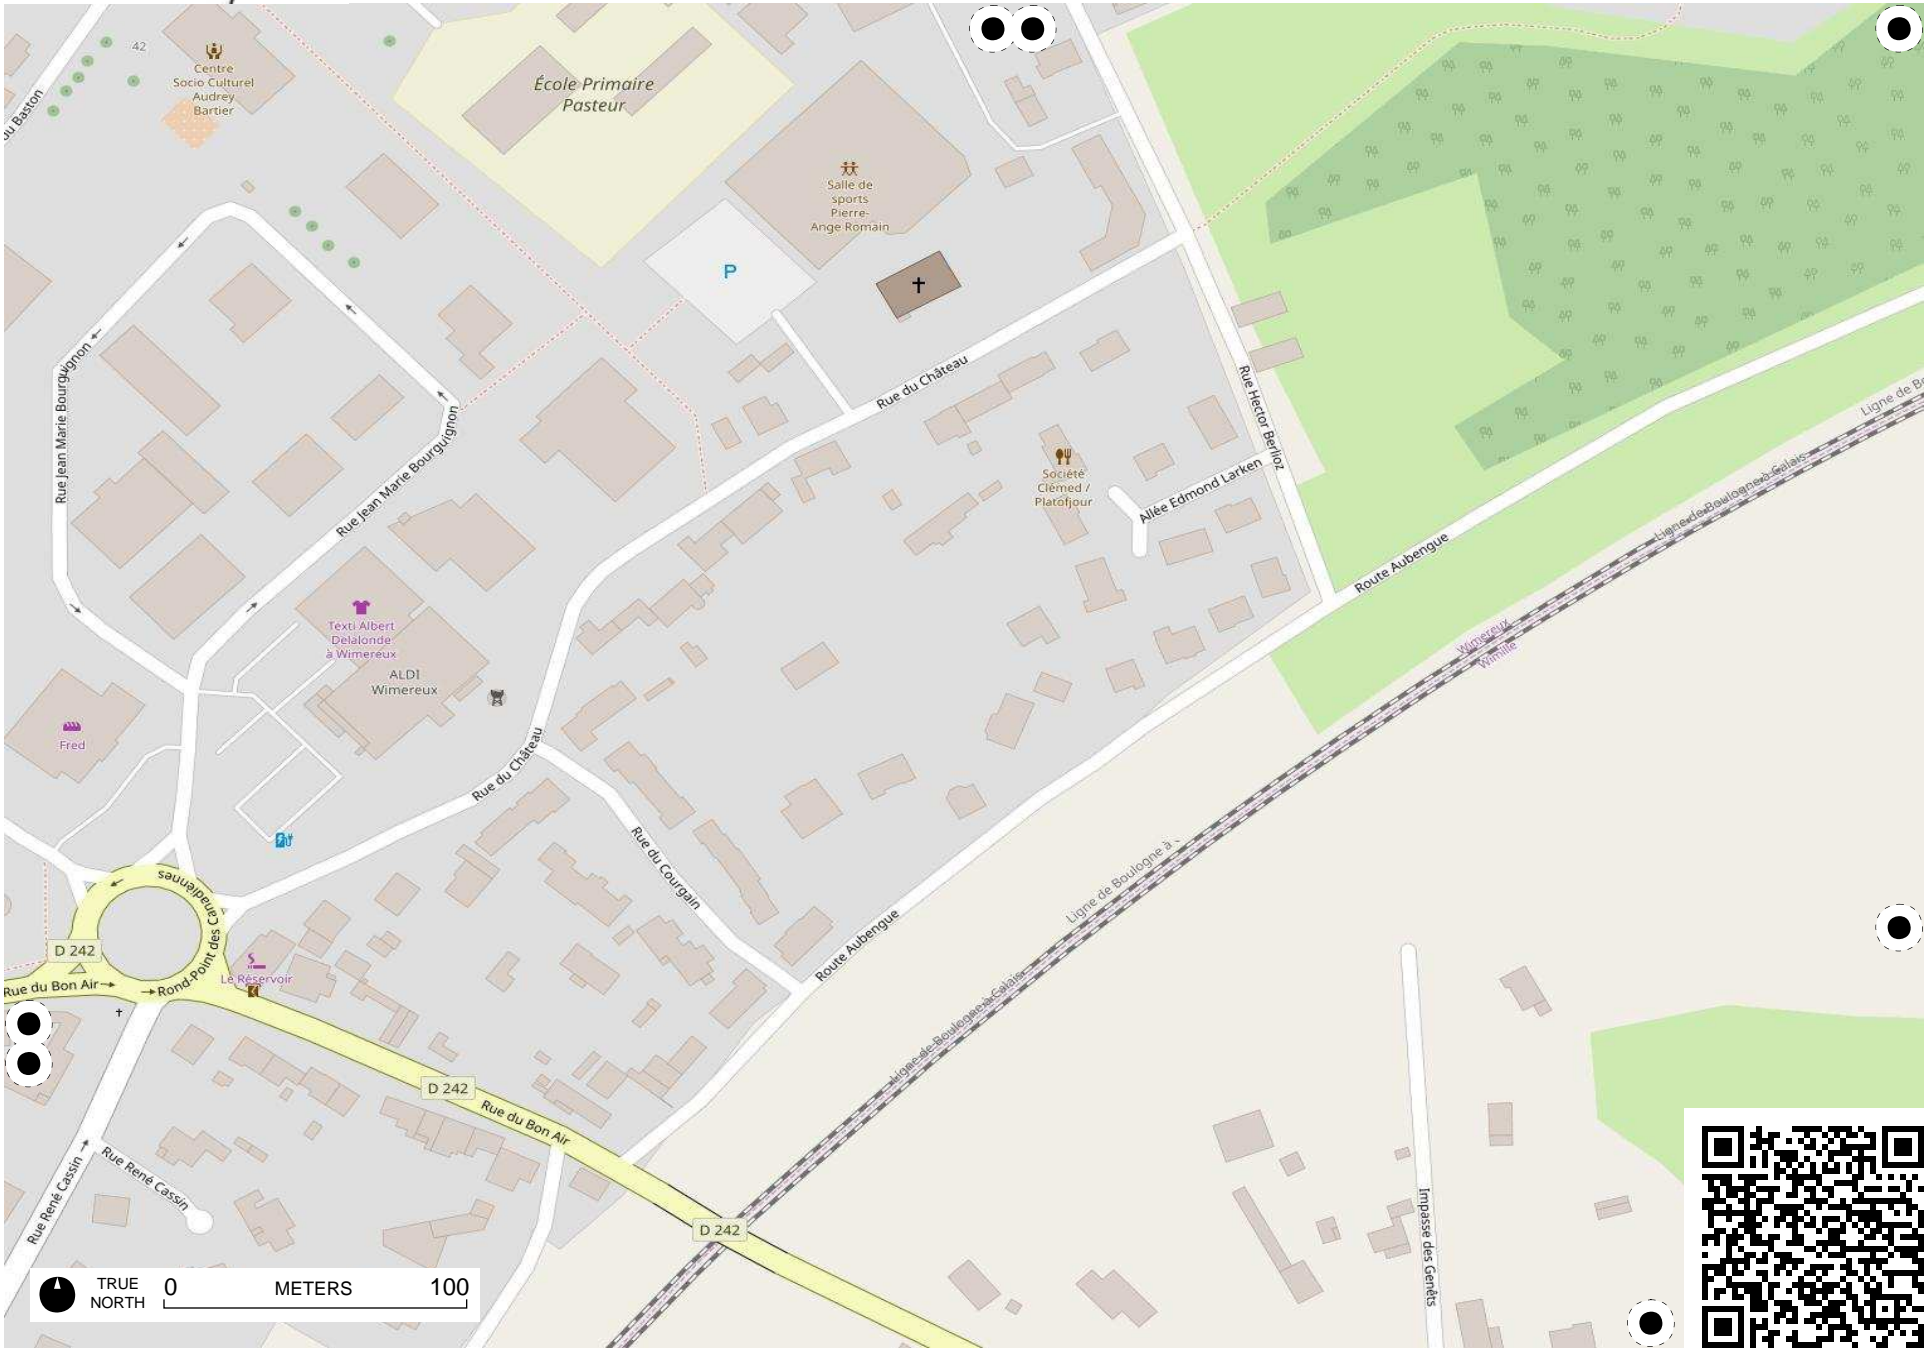 42
Centre
Socio Culturel
Audrey
Bartier
École Primaire
Pasteur
ou Baston
Salle de
sports
Pierre-
Ange Romain
P
Rue Jean Marie Bourguignon
Rue Jean Marie Bourguignon
Rue du Château
Rue Hector Berlioz
Ligne de Bo
Société
Clémed /
Platofjour
Allée Edmond Larken
Ligne de Boulogne à Calais
Route Aubengue
Texti Albert
Delalonde
à Wimereux
ALDI
Wimereux
Wimereux
Wimille
Fred
Rue du Château
Rue du Courgain
Ligne de Boulogne à
Route Aubengue
Rond-Point des Canadiennes
D 242
Le Réservoir
Rue du Bon Air
Ligne de Boulogne à Calais
D 242
Rue du Bon Air
Rue René Cassin
Rue René Cassin
D 242
Impasse des Genêts
TRUE
NORTH
0 METERS 100